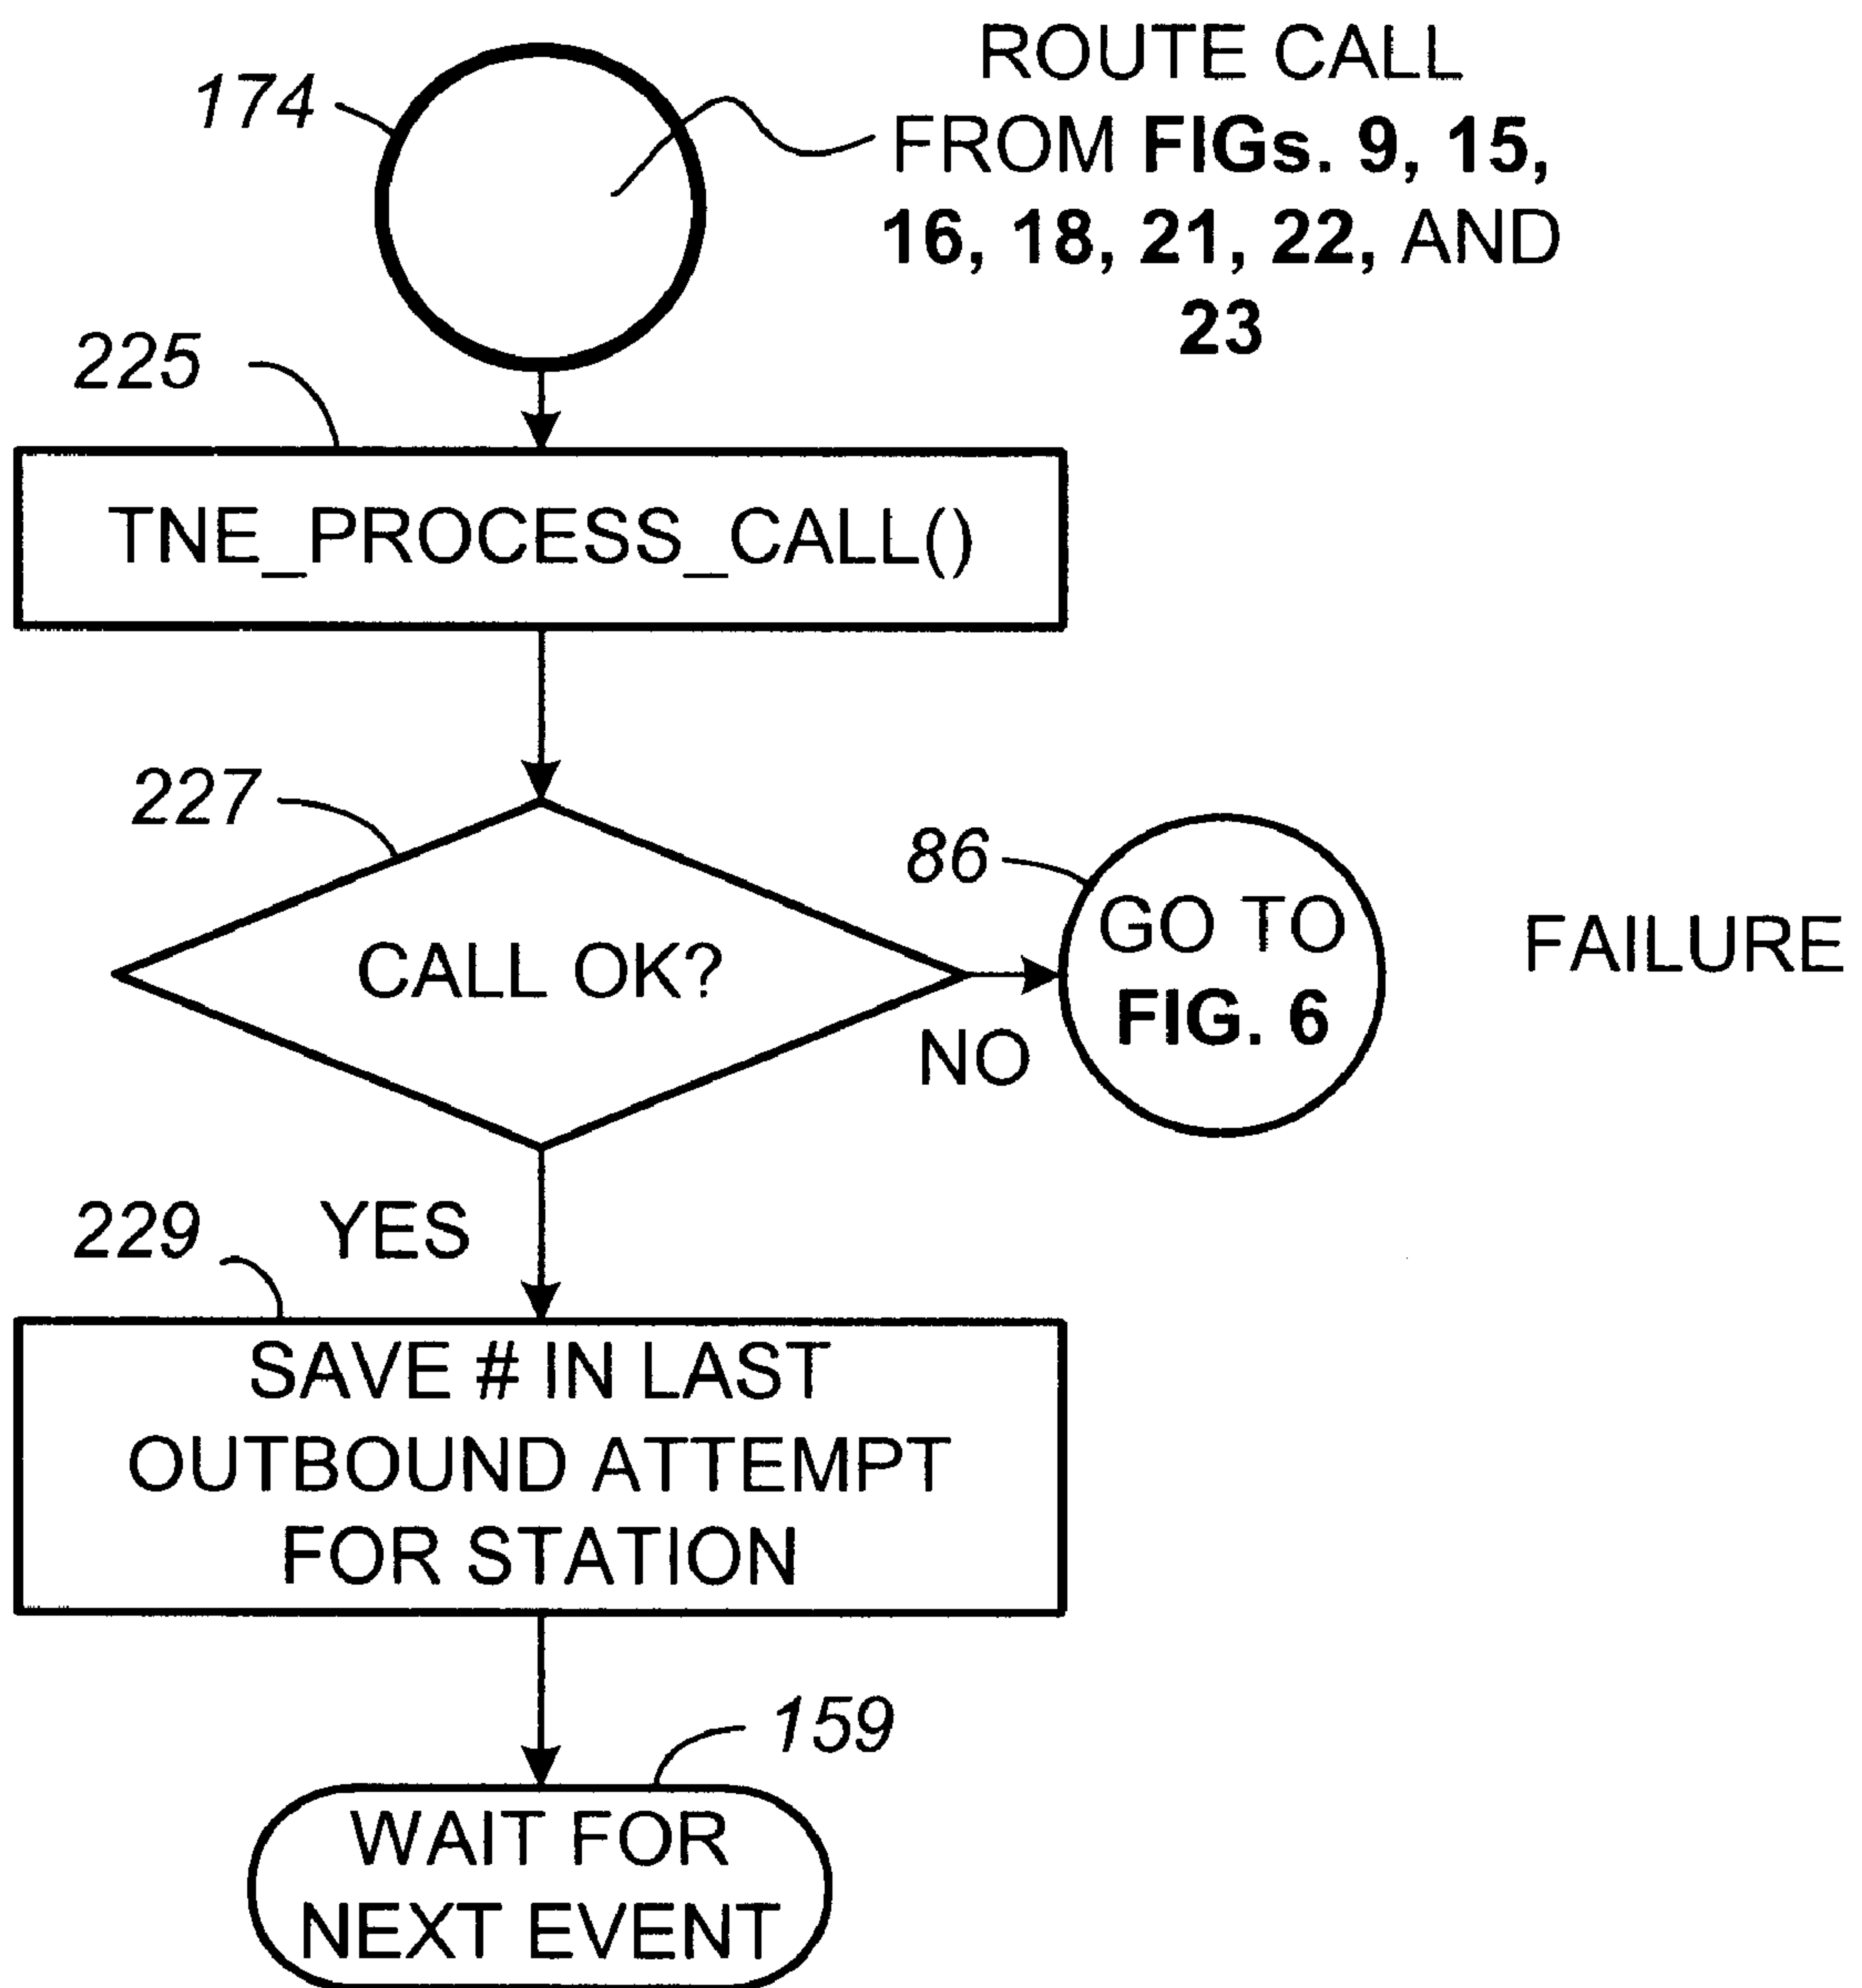 174
ROUTE CALL
FROM FIGs. 9, 15,
16, 18, 21, 22, AND
23
225
TNE_PROCESS_CALL()
227
CALL OK?
86
GO TO
FIG. 6
FAILURE
NO
YES
229
SAVE # IN LAST
OUTBOUND ATTEMPT
FOR STATION
159
WAIT FOR
NEXT EVENT